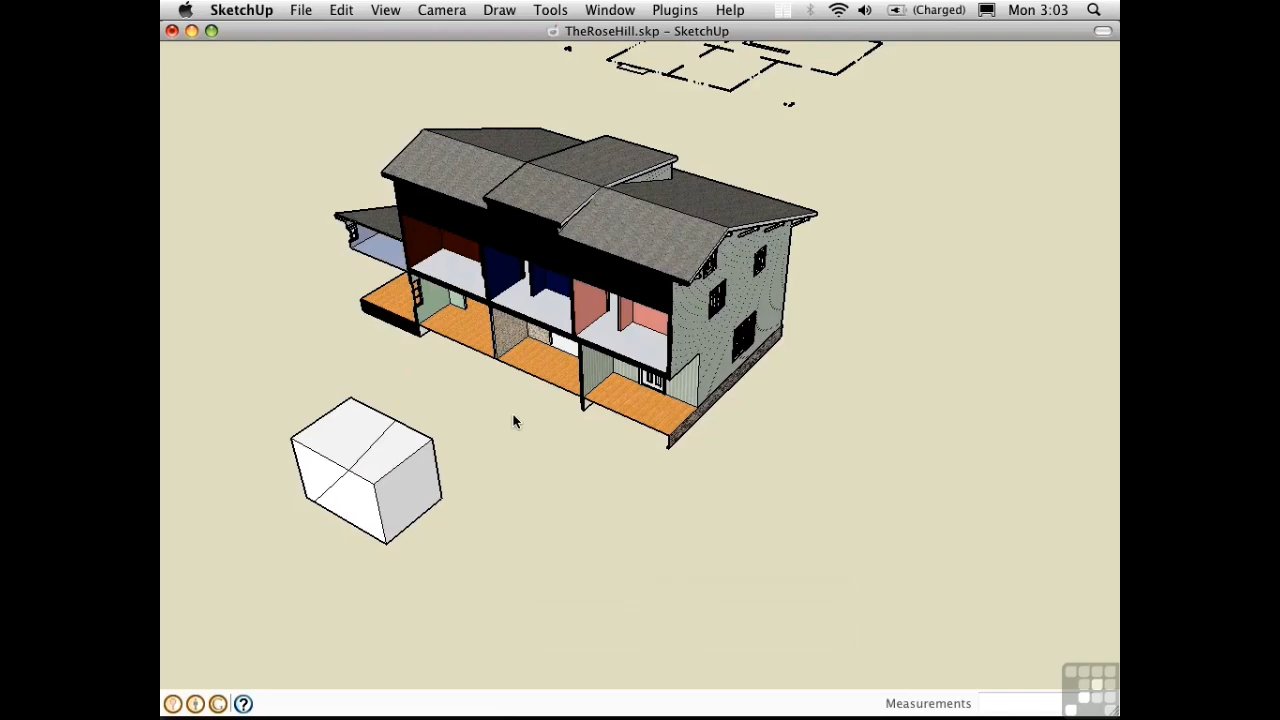 SketchUp File Edit View Camera Draw Tools Window Plugins Help (Charged) Mon 3:03
TheRoseHill.skp – SketchUp
? Measurements